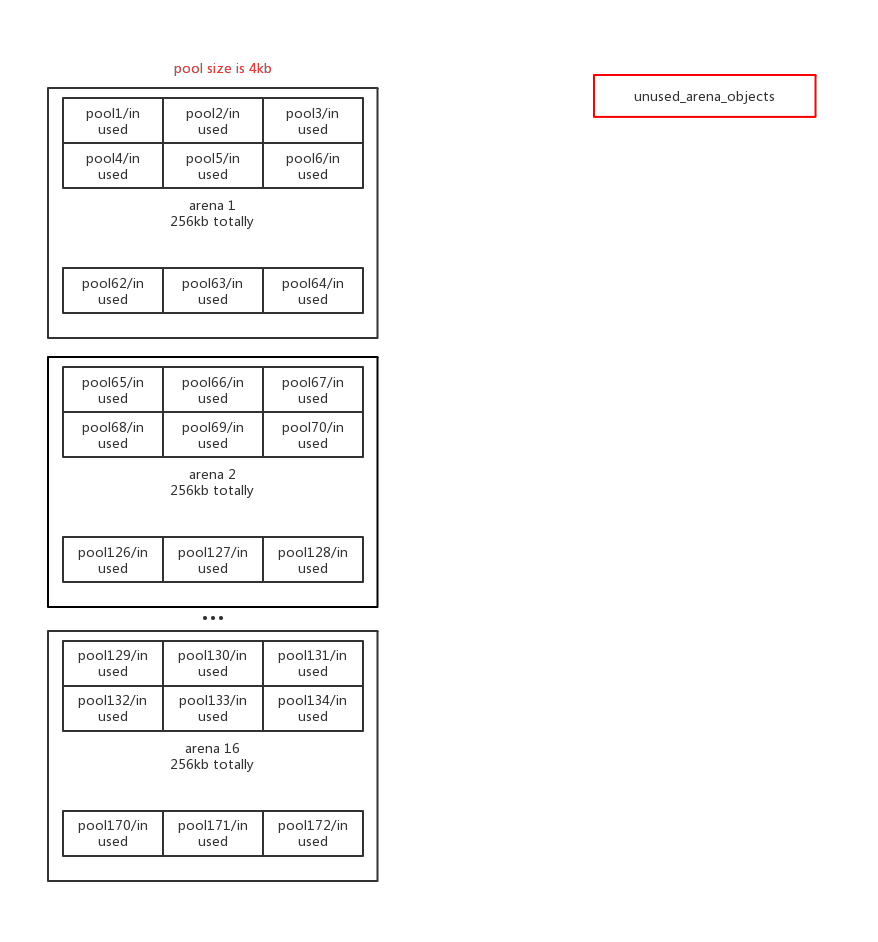 pool size is 4kb
unused_arena_objects
pool1/in used
pool2/in used
pool3/in used
pool4/in used
pool5/in used
pool6/in used
arena 1
256kb totally
pool62/in used
pool63/in used
pool64/in used
pool65/in used
pool66/in used
pool67/in used
pool68/in used
pool69/in used
pool70/in used
arena 2
256kb totally
pool126/in used
pool127/in used
pool128/in used
...
pool129/in used
pool130/in used
pool131/in used
pool132/in used
pool133/in used
pool134/in used
arena 16
256kb totally
pool170/in used
pool171/in used
pool172/in used